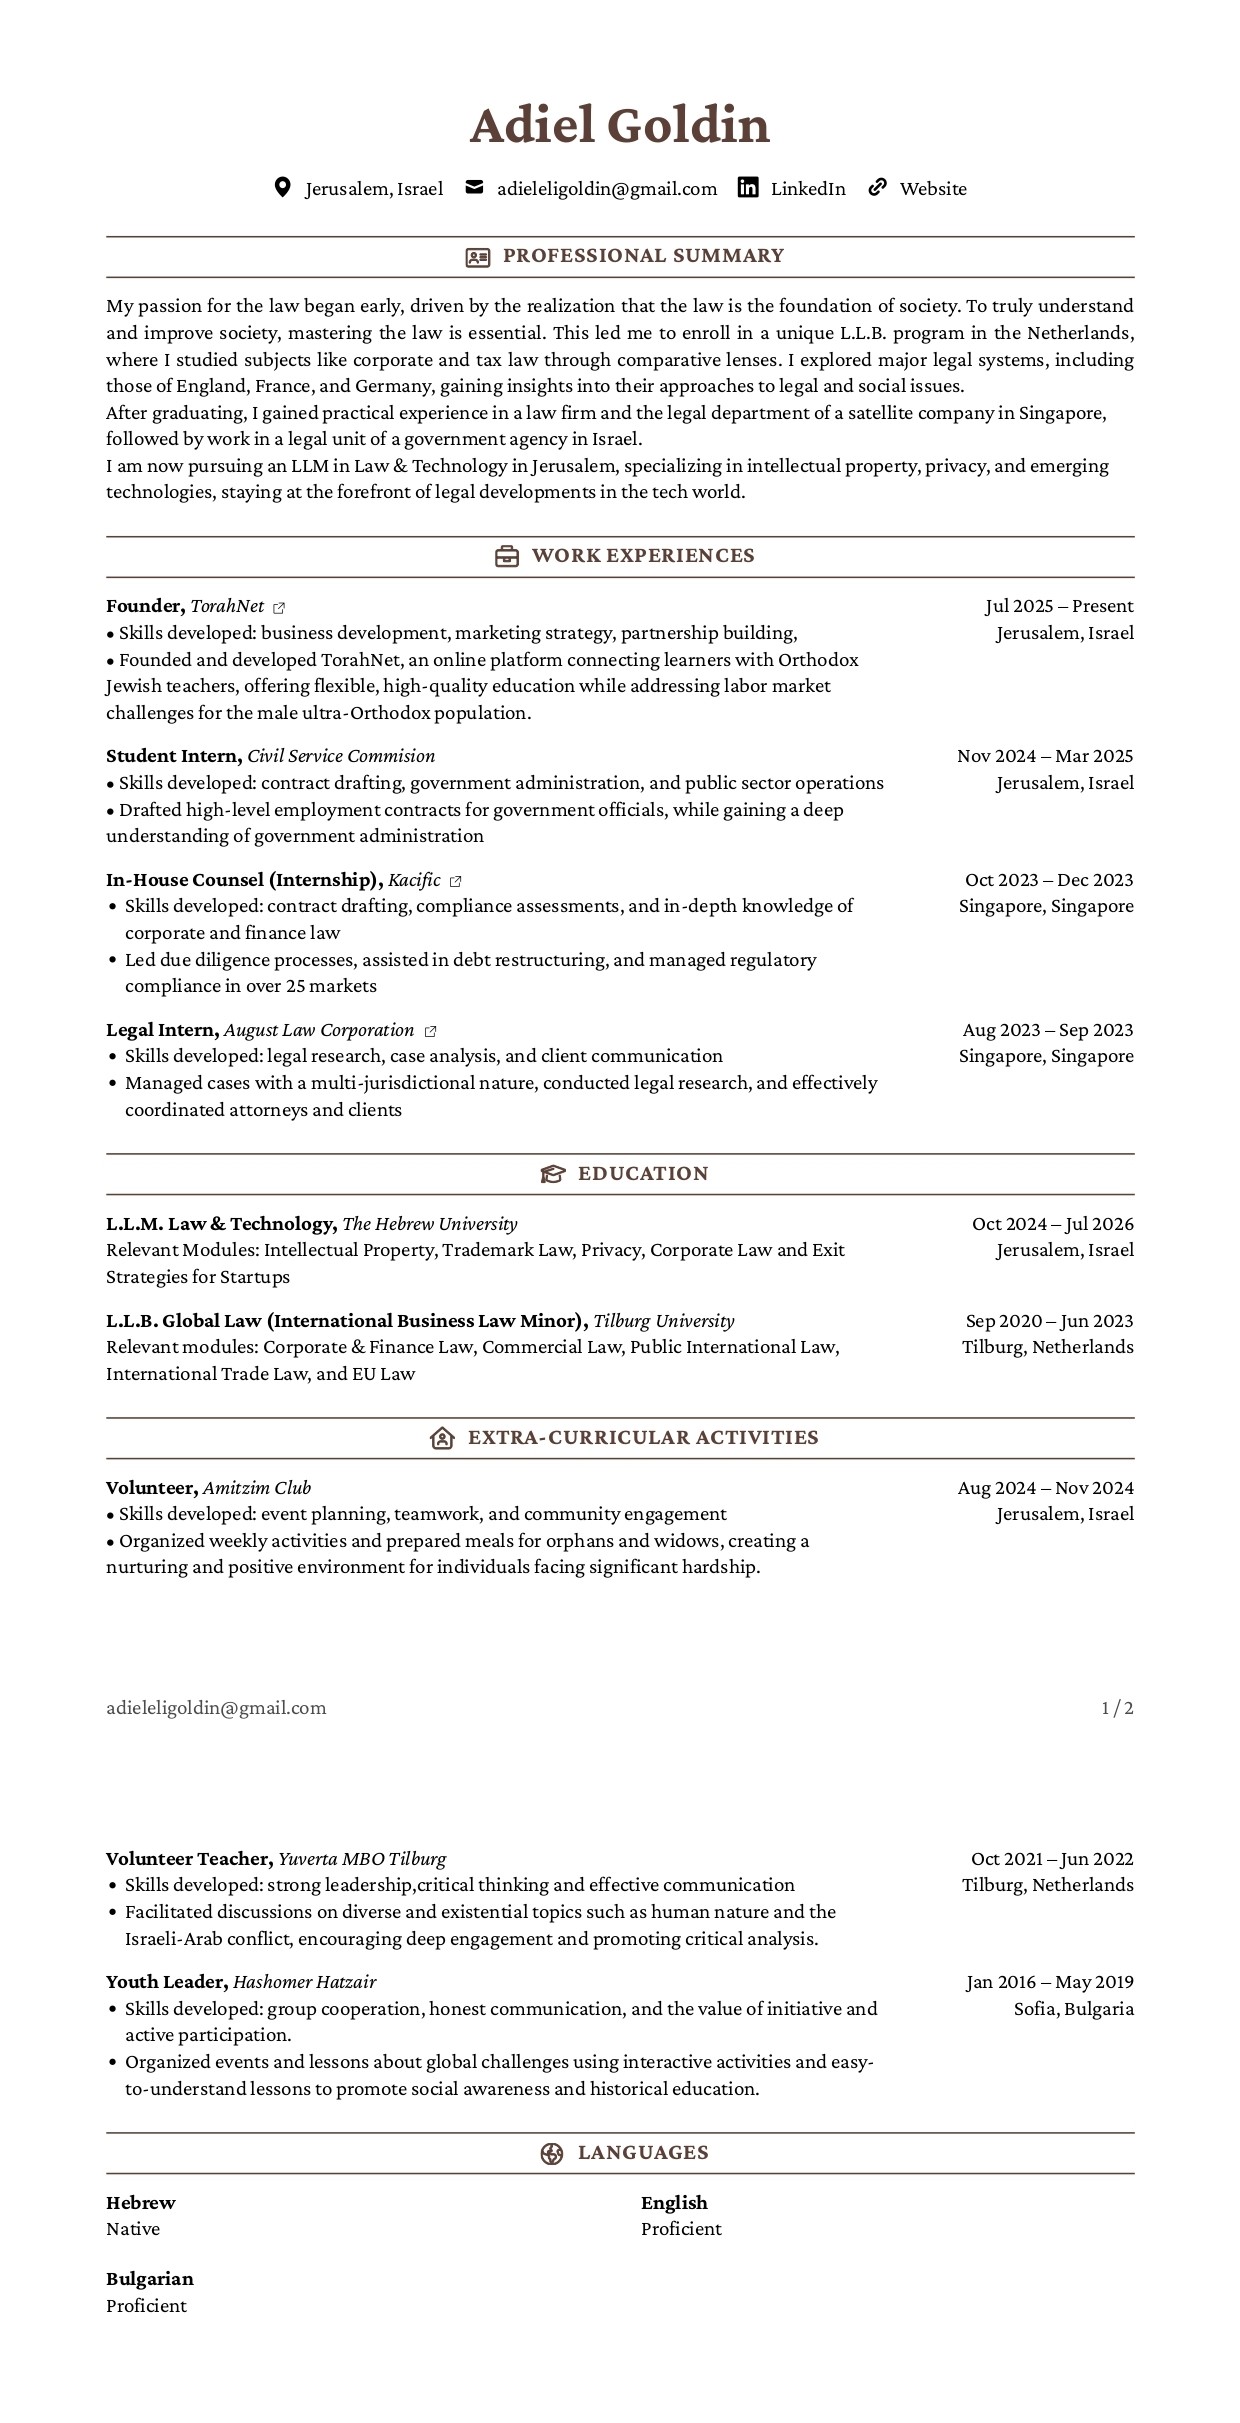 Adiel Goldin
Jerusalem, Israel adieleligoldin@gmail.com LinkedIn Website
PROFESSIONAL SUMMARY
My passion for the law began early, driven by the realization that the law is the foundation of society. To truly understand
and improve society, mastering the law is essential. This led me to enroll in a unique L.L.B. program in the Netherlands,
where I studied subjects like corporate and tax law through comparative lenses. I explored major legal systems, including
those of England, France, and Germany, gaining insights into their approaches to legal and social issues.
After graduating, I gained practical experience in a law firm and the legal department of a satellite company in Singapore,
followed by work in a legal unit of a government agency in Israel.
I am now pursuing an LLM in Law & Technology in Jerusalem, specializing in intellectual property, privacy, and emerging
technologies, staying at the forefront of legal developments in the tech world.
WORK EXPERIENCES
Founder, TorahNet Jul 2025 – Present
• Skills developed: business development, marketing strategy, partnership building, Jerusalem, Israel
• Founded and developed TorahNet, an online platform connecting learners with Orthodox
Jewish teachers, offering flexible, high-quality education while addressing labor market
challenges for the male ultra-Orthodox population.
Student Intern, Civil Service Commision Nov 2024 – Mar 2025
• Skills developed: contract drafting, government administration, and public sector operations Jerusalem, Israel
• Drafted high-level employment contracts for government officials, while gaining a deep
understanding of government administration
In-House Counsel (Internship), Kacific Oct 2023 – Dec 2023
• Skills developed: contract drafting, compliance assessments, and in-depth knowledge of Singapore, Singapore
corporate and finance law
• Led due diligence processes, assisted in debt restructuring, and managed regulatory
compliance in over 25 markets
Legal Intern, August Law Corporation Aug 2023 – Sep 2023
• Skills developed: legal research, case analysis, and client communication Singapore, Singapore
• Managed cases with a multi-jurisdictional nature, conducted legal research, and effectively
coordinated attorneys and clients
EDUCATION
L.L.M. Law & Technology, The Hebrew University Oct 2024 – Jul 2026
Relevant Modules: Intellectual Property, Trademark Law, Privacy, Corporate Law and Exit Jerusalem, Israel
Strategies for Startups
L.L.B. Global Law (International Business Law Minor), Tilburg University Sep 2020 – Jun 2023
Relevant modules: Corporate & Finance Law, Commercial Law, Public International Law, Tilburg, Netherlands
International Trade Law, and EU Law
EXTRA-CURRICULAR ACTIVITIES
Volunteer, Amitzim Club Aug 2024 – Nov 2024
• Skills developed: event planning, teamwork, and community engagement Jerusalem, Israel
• Organized weekly activities and prepared meals for orphans and widows, creating a
nurturing and positive environment for individuals facing significant hardship.
adieleligoldin@gmail.com 1 / 2
Volunteer Teacher, Yuverta MBO Tilburg Oct 2021 – Jun 2022
• Skills developed: strong leadership,critical thinking and effective communication Tilburg, Netherlands
• Facilitated discussions on diverse and existential topics such as human nature and the
Israeli-Arab conflict, encouraging deep engagement and promoting critical analysis.
Youth Leader, Hashomer Hatzair Jan 2016 – May 2019
• Skills developed: group cooperation, honest communication, and the value of initiative and Sofia, Bulgaria
active participation.
• Organized events and lessons about global challenges using interactive activities and easy-
to-understand lessons to promote social awareness and historical education.
LANGUAGES
Hebrew English
Native Proficient
Bulgarian
Proficient